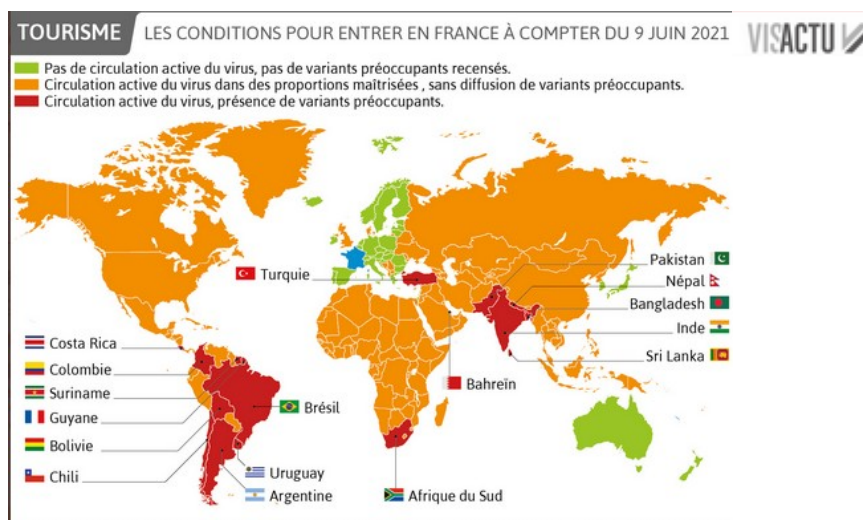 TOURISME
LES CONDITIONS POUR ENTRER EN FRANCE À COMPTER DU 9 JUIN 2021
VISACTU
Pas de circulation active du virus, pas de variants préoccupants recensés.
Circulation active du virus dans des proportions maîtrisées , sans diffusion de variants préoccupants.
Circulation active du virus, présence de variants préoccupants.
Turquie
Pakistan
Népal
Bangladesh
Inde
Sri Lanka
Bahreïn
Costa Rica
Colombie
Suriname
Guyane
Bolivie
Chili
Brésil
Uruguay
Argentine
Afrique du Sud